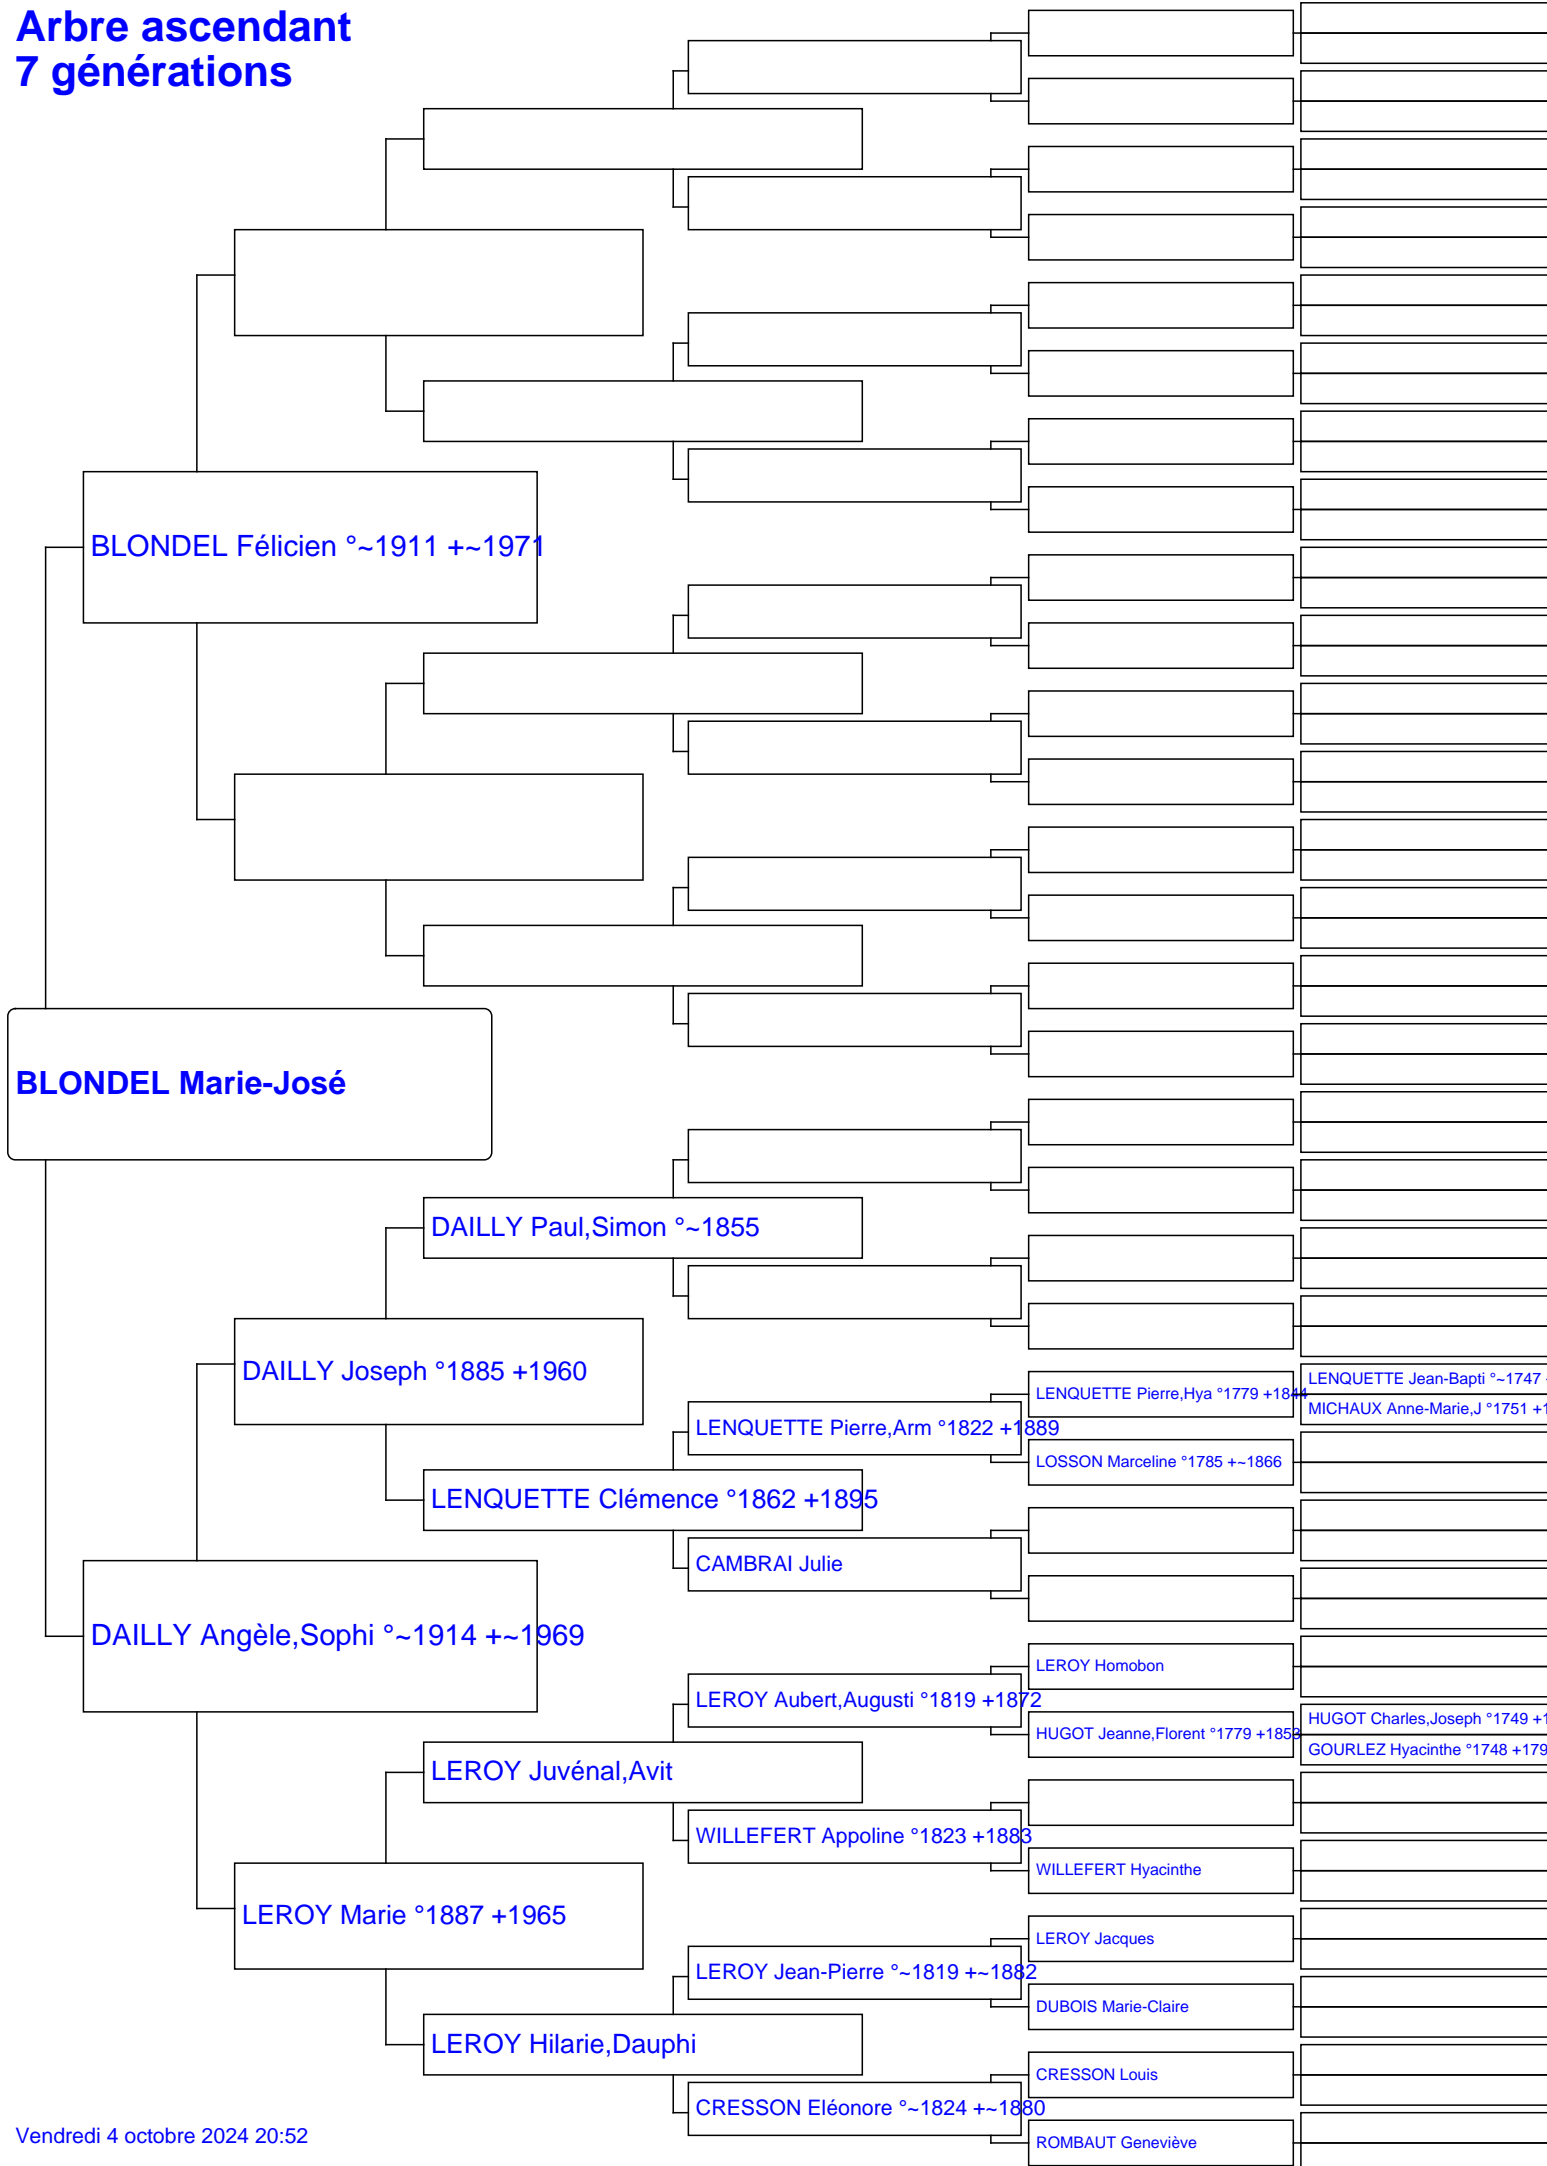 Arbre ascendant
7 générations
BLONDEL Félicien °~1911 +~1971
BLONDEL Marie-José
DAILLY Paul,Simon °~1855
DAILLY Joseph °1885 +1960
LENQUETTE Pierre,Hya °1779 +1844
LENQUETTE Jean-Bapti °~1747
MICHAUX Anne-Marie,J °1751 +1
LENQUETTE Pierre,Arm °1822 +1889
LOSSON Marceline °1785 +~1866
LENQUETTE Clémence °1862 +1895
CAMBRAI Julie
DAILLY Angèle,Sophi °~1914 +~1969
LEROY Homobon
LEROY Aubert,Augusti °1819 +1872
HUGOT Jeanne,Florent °1779 +1853
HUGOT Charles,Joseph °1749 +1
GOURLEZ Hyacinthe °1748 +179
LEROY Juvénal,Avit
WILLEFERT Appoline °1823 +1883
WILLEFERT Hyacinthe
LEROY Marie °1887 +1965
LEROY Jacques
LEROY Jean-Pierre °~1819 +~1882
DUBOIS Marie-Claire
LEROY Hilarie,Dauphi
CRESSON Louis
CRESSON Eléonore °~1824 +~1880
ROMBAUT Geneviève
Vendredi 4 octobre 2024 20:52